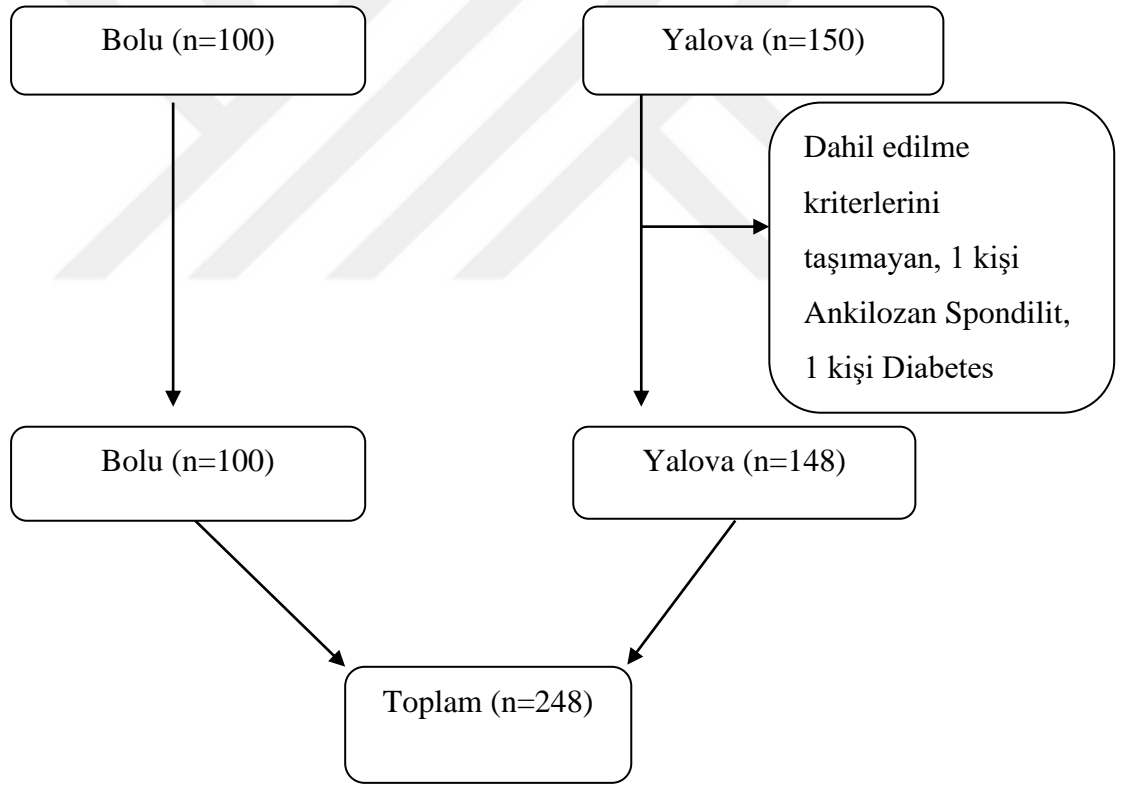 Bolu (n=100)
Yalova (n=150)
Dahil edilme
kriterlerini
taşımayan, 1 kişi
Ankilozan Spondilit,
1 kişi Diabetes
Bolu (n=100)
Yalova (n=148)
Toplam (n=248)